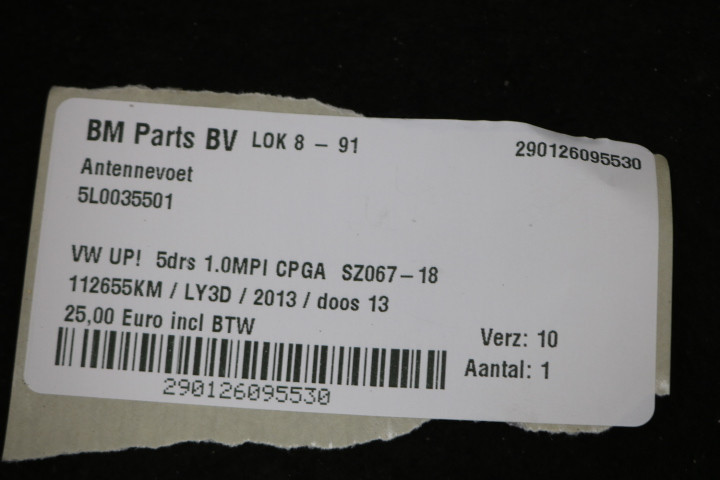 BM Parts BV LOK 8 - 91 290126095530
Antennevoet
5L0035501
VW UP! 5drs 1.0MPI CPGA SZ067-18
112655KM / LY3D / 2013 / doos 13
25,00 Euro incl BTW
Verz: 10
Aantal: 1
290126095530